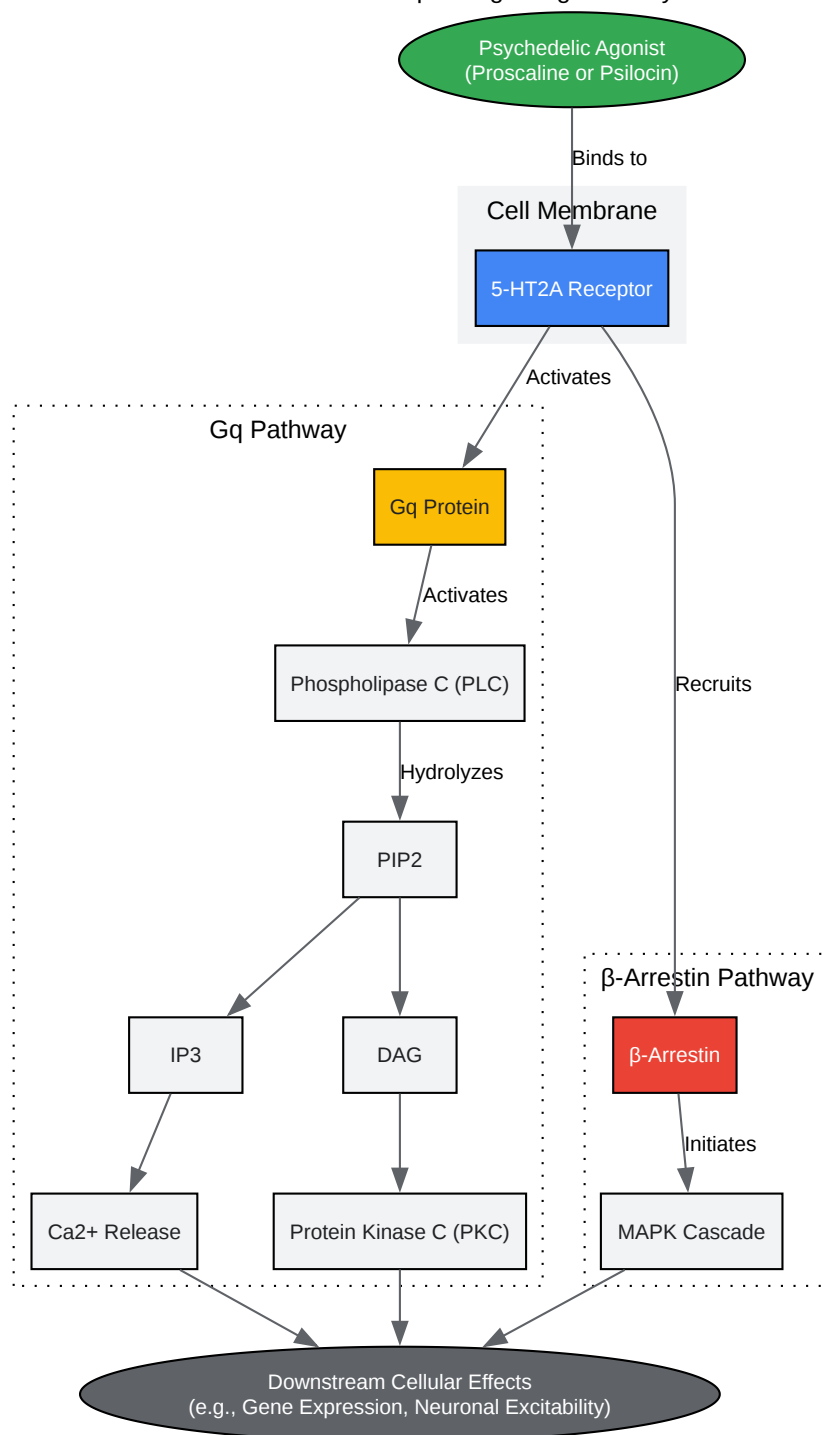 Psychedelic Agonist
(Proscaline or Psilocin)
Binds to
Cell Membrane
5-HT2A Receptor
Activates
Gq Pathway
Gq Protein
Activates
Phospholipase C (PLC)
Recruits
Hydrolyzes
PIP2
β-Arrestin Pathway
IP3
DAG
β-Arrestin
Initiates
Ca2+ Release
Protein Kinase C (PKC)
MAPK Cascade
Downstream Cellular Effects
(e.g., Gene Expression, Neuronal Excitability)